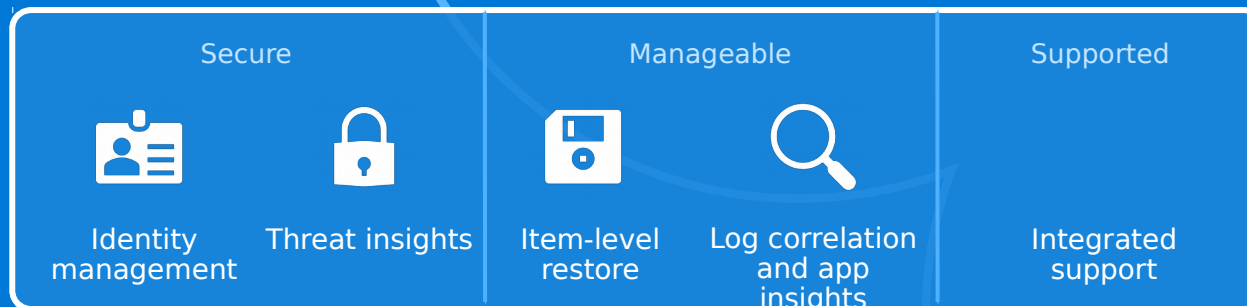 Secure
Manageable
Supported
Identity
management
Threat insights
Item-level
restore
Log correlation
and app
insights
Integrated
support